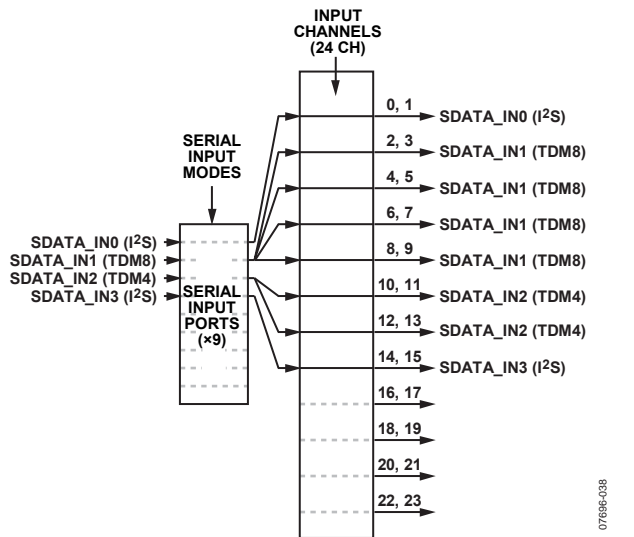 INPUT
CHANNELS
(24 CH)
SERIAL
INPUT
MODES
SDATA_IN0 (I²S)
SDATA_IN1 (TDM8)
SDATA_IN2 (TDM4)
SDATA_IN3 (I²S)
SERIAL
INPUT
PORTS
(×9)
0, 1 SDATA_IN0 (I²S)
2, 3 SDATA_IN1 (TDM8)
4, 5 SDATA_IN1 (TDM8)
6, 7 SDATA_IN1 (TDM8)
8, 9 SDATA_IN1 (TDM8)
10, 11 SDATA_IN2 (TDM4)
12, 13 SDATA_IN2 (TDM4)
14, 15 SDATA_IN3 (I²S)
16, 17
18, 19
20, 21
22, 23
07696-038